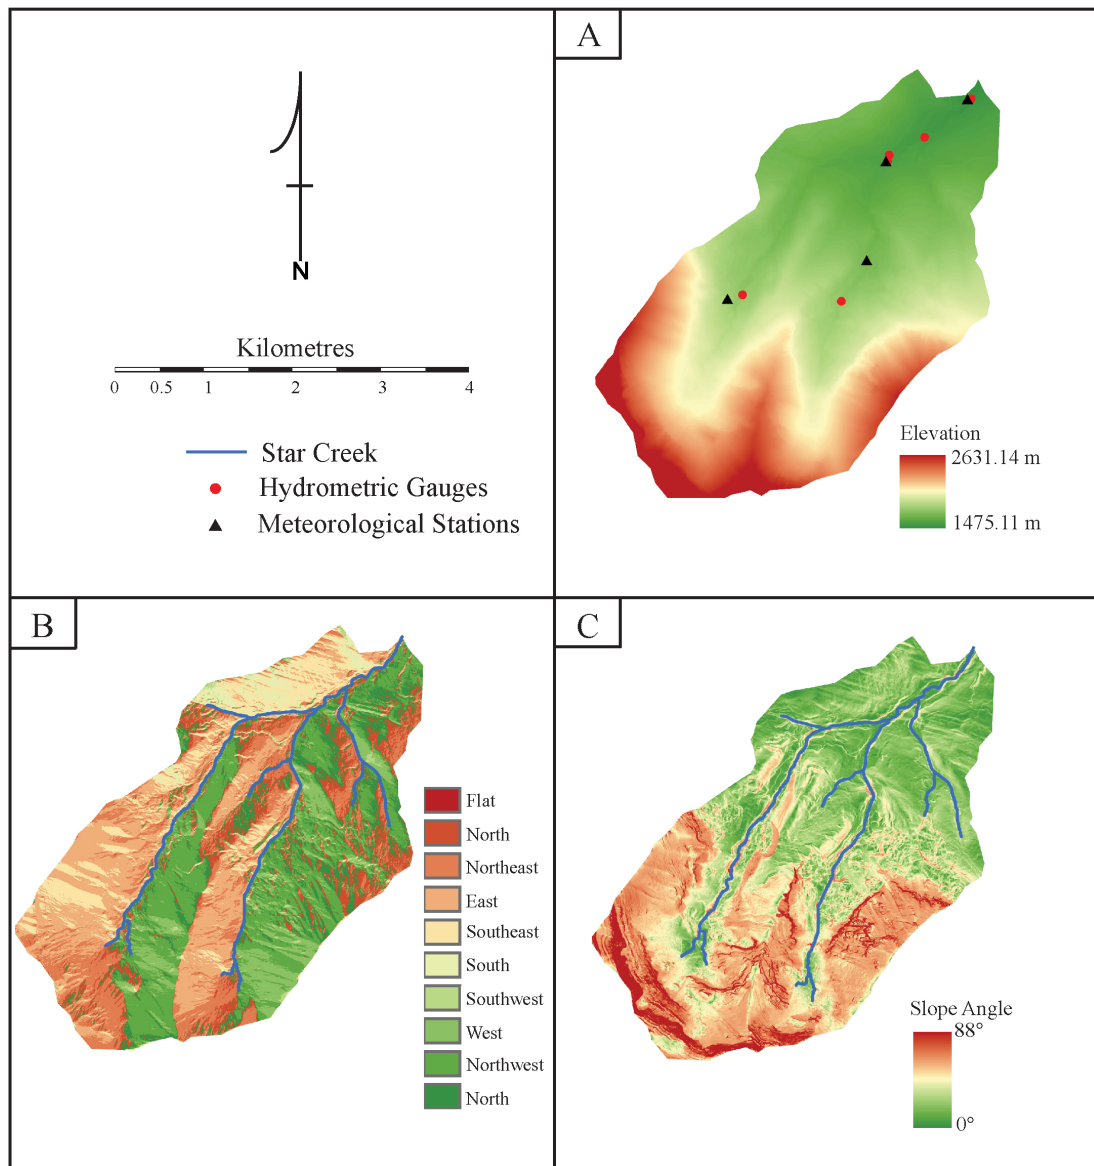 A
N
Kilometres
0 0.5 1 2 3 4
Star Creek
Hydrometric Gauges
Meteorological Stations
Elevation
2631.14 m
1475.11 m
B
Flat
North
Northeast
East
Southeast
South
Southwest
West
Northwest
North
C
Slope Angle
88°
0°